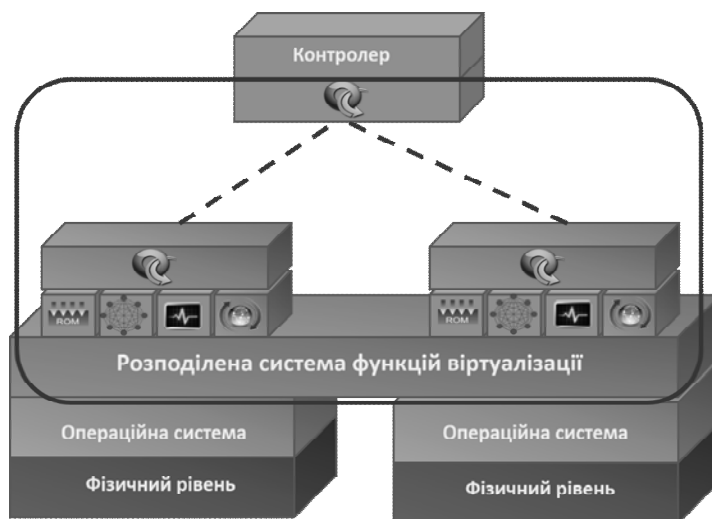 Контролер
ROM
ROM
Розподілена система функцій віртуалізації
Операційна система
Операційна система
Фізичний рівень
Фізичний рівень